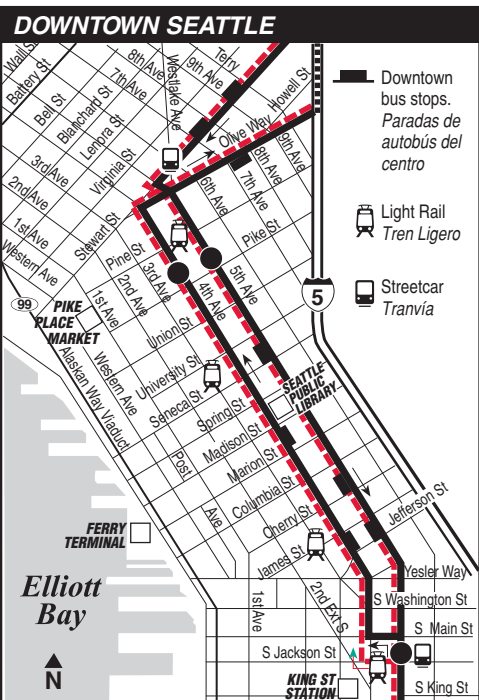 DOWNTOWN SEATTLE
Wall St
Battery St
Bell St
Blanchard St
Lenora St
Virginia St
8th Ave
7th Ave
Westlake Ave
9th Ave
Terry
Howell St
Olive Way
9th Ave
8th Ave
7th Ave
6th Ave
3rd Ave
2nd Ave
1st Ave
Western Ave
Stewart St
Pine St
Pike St
5th Ave
4th Ave
3rd Ave
2nd Ave
1st Ave
99
PIKE
PLACE
MARKET
Union St
University St
Seneca St
Spring St
Madison St
Marion St
Columbia St
Cherry St
James St
Western Ave
Post
Ave
Alaskan Way Viaduct
SEATTLE
PUBLIC
LIBRARY
5
Jefferson St
Yesler Way
S Washington St
S Main St
S Jackson St
S King St
1st Ave
2nd Ext S
FERRY
TERMINAL
KING ST
STATION
Elliott
Bay
N
Downtown
bus stops.
Paradas de
autobús del
centro
Light Rail
Tren Ligero
Streetcar
Tranvía